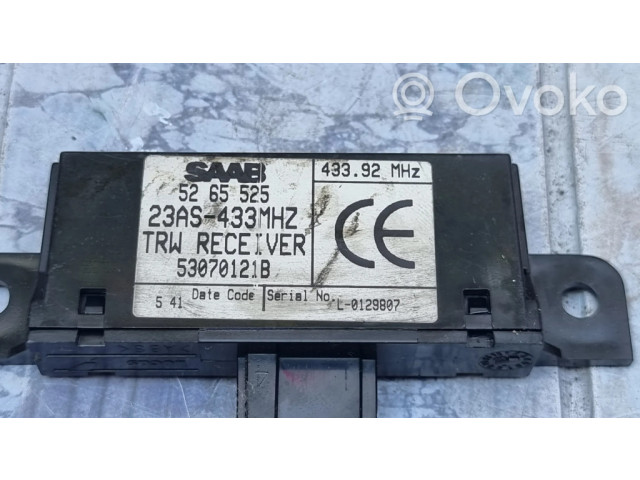 Ovoko
SAAB
52 65 525
23AS-433MHZ
TRW RECEIVER
53070121B
433.92 MHz
CE
5 41 Date Code
Serial No. L-0129807